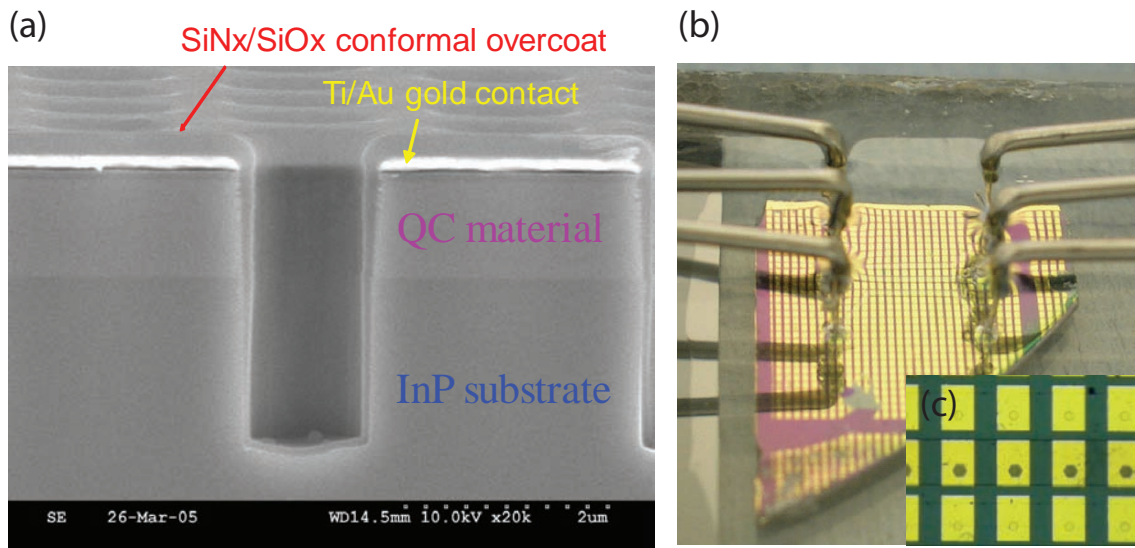 (a)
SiNx/SiOx conformal overcoat
Ti/Au gold contact
QC material
InP substrate
SE 26-Mar-05 WD14.5mm 10.0kV x20k 2um
(b)
(c)